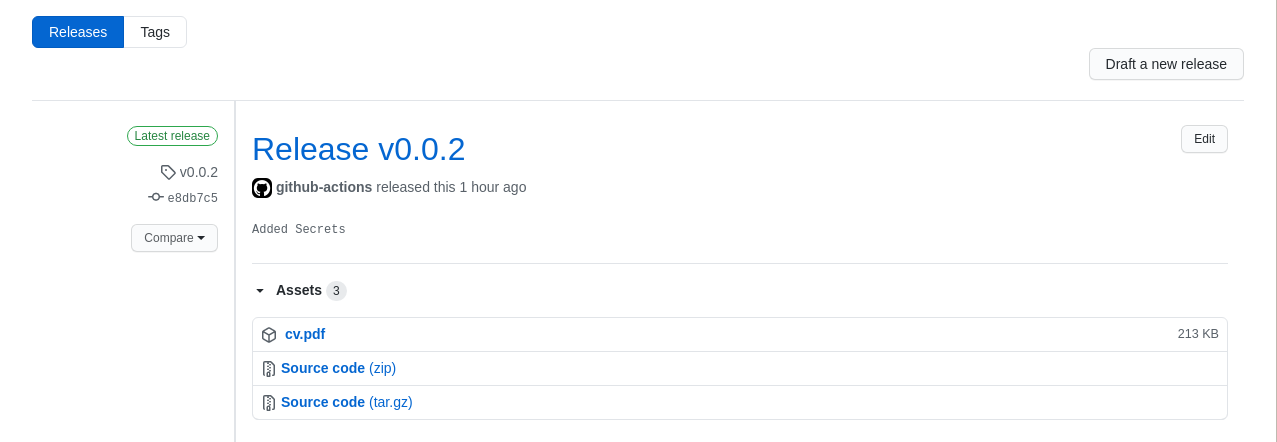 Releases Tags
Draft a new release
Latest release
v0.0.2
e8db7c5
Compare
Release v0.0.2
Edit
github-actions released this 1 hour ago
Added Secrets
Assets 3
cv.pdf 213 KB
Source code (zip)
Source code (tar.gz)